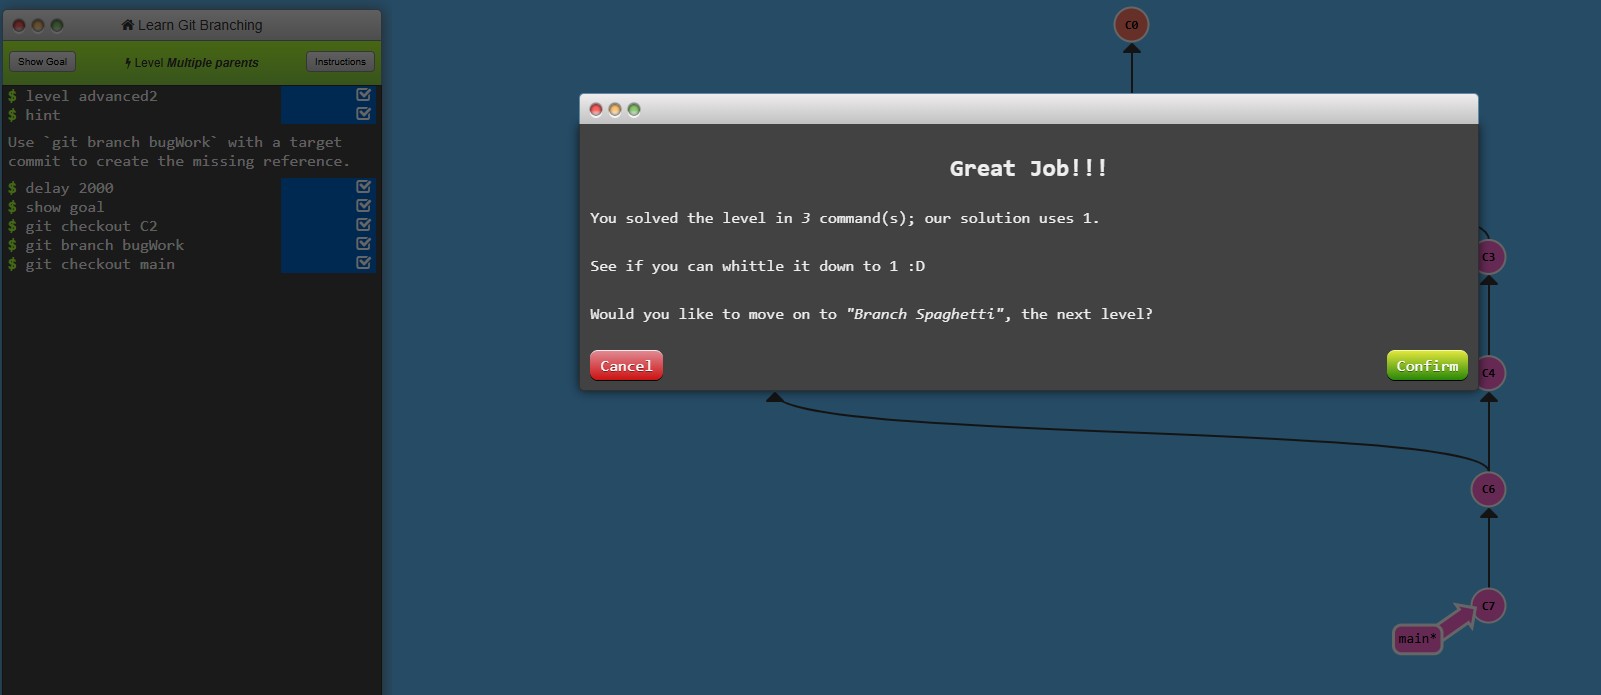 Learn Git Branching
Show Goal
Level Multiple parents
Instructions
$ level advanced2
$ hint
Use `git branch bugWork` with a target
commit to create the missing reference.
$ delay 2000
$ show goal
$ git checkout C2
$ git branch bugWork
$ git checkout main
C0
Great Job!!!
You solved the level in 3 command(s); our solution uses 1.
See if you can whittle it down to 1 :D
Would you like to move on to "Branch Spaghetti", the next level?
Cancel
Confirm
C3
C4
C6
C7
main*